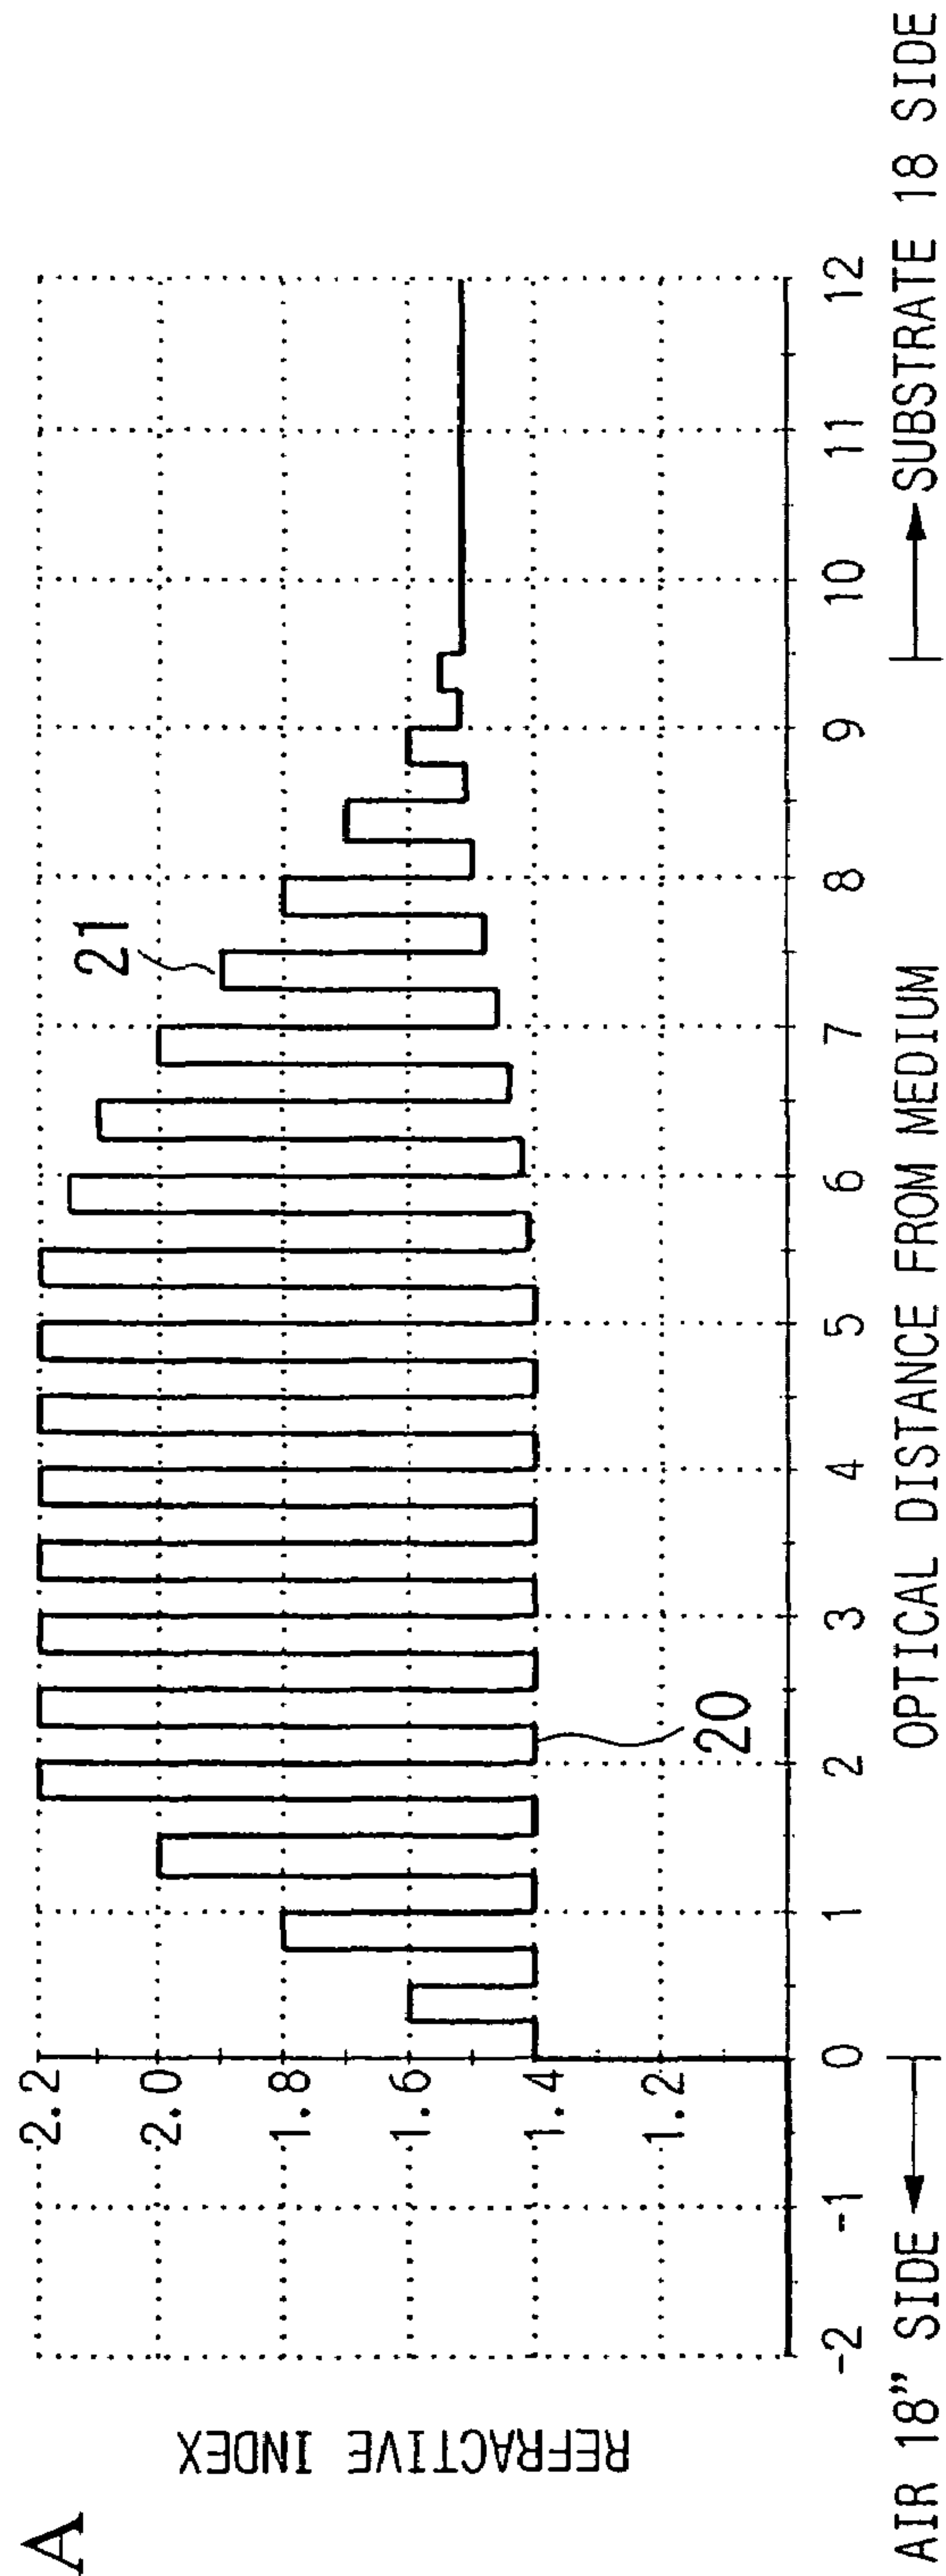 A
REFRACTIVE INDEX
2.2
2.0
1.8
1.6
1.4
1.2
21
20
-2 -1 0 1 2 3 4 5 6 7 8 9 10 11 12
AIR 18" SIDE OPTICAL DISTANCE FROM MEDIUM SUBSTRATE 18 SIDE